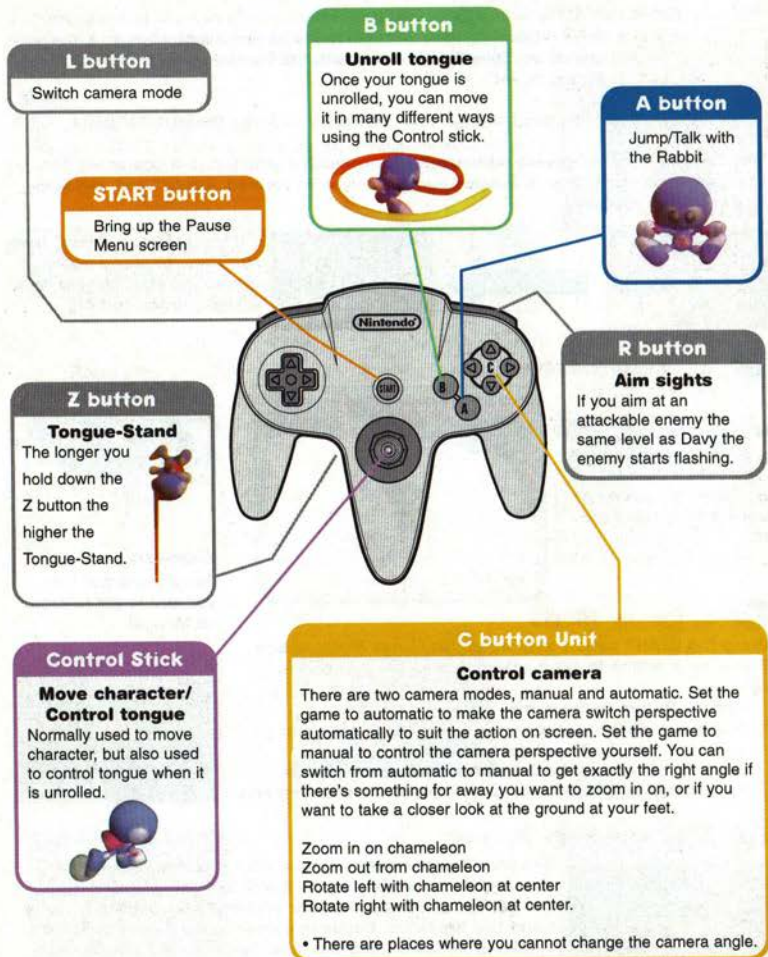 B button
Unroll tongue
Once your tongue is
unrolled, you can move
it in many different ways
using the Control stick.
L button
Switch camera mode
A button
Jump/Talk with
the Rabbit
START button
Bring up the Pause
Menu screen
Nintendo
START
B
A
C
R button
Aim sights
If you aim at an
attackable enemy the
same level as Davy the
enemy starts flashing.
Z button
Tongue-Stand
The longer you
hold down the
Z button the
higher the
Tongue-Stand.
Control Stick
Move character/
Control tongue
Normally used to move
character, but also used
to control tongue when it
is unrolled.
C button Unit
Control camera
There are two camera modes, manual and automatic. Set the
game to automatic to make the camera switch perspective
automatically to suit the action on screen. Set the game to
manual to control the camera perspective yourself. You can
switch from automatic to manual to get exactly the right angle if
there's something for away you want to zoom in on, or if you
want to take a closer look at the ground at your feet.
Zoom in on chameleon
Zoom out from chameleon
Rotate left with chameleon at center
Rotate right with chameleon at center.
• There are places where you cannot change the camera angle.